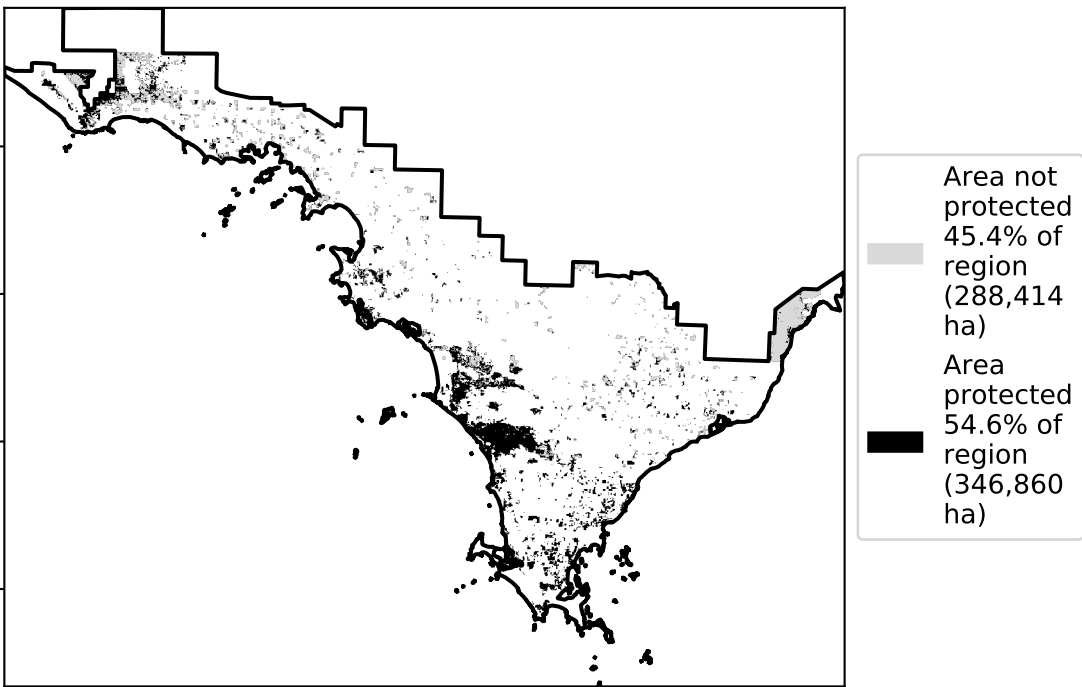 Area not
protected
45.4% of
region
(288,414
ha)
Area
protected
54.6% of
region
(346,860
ha)